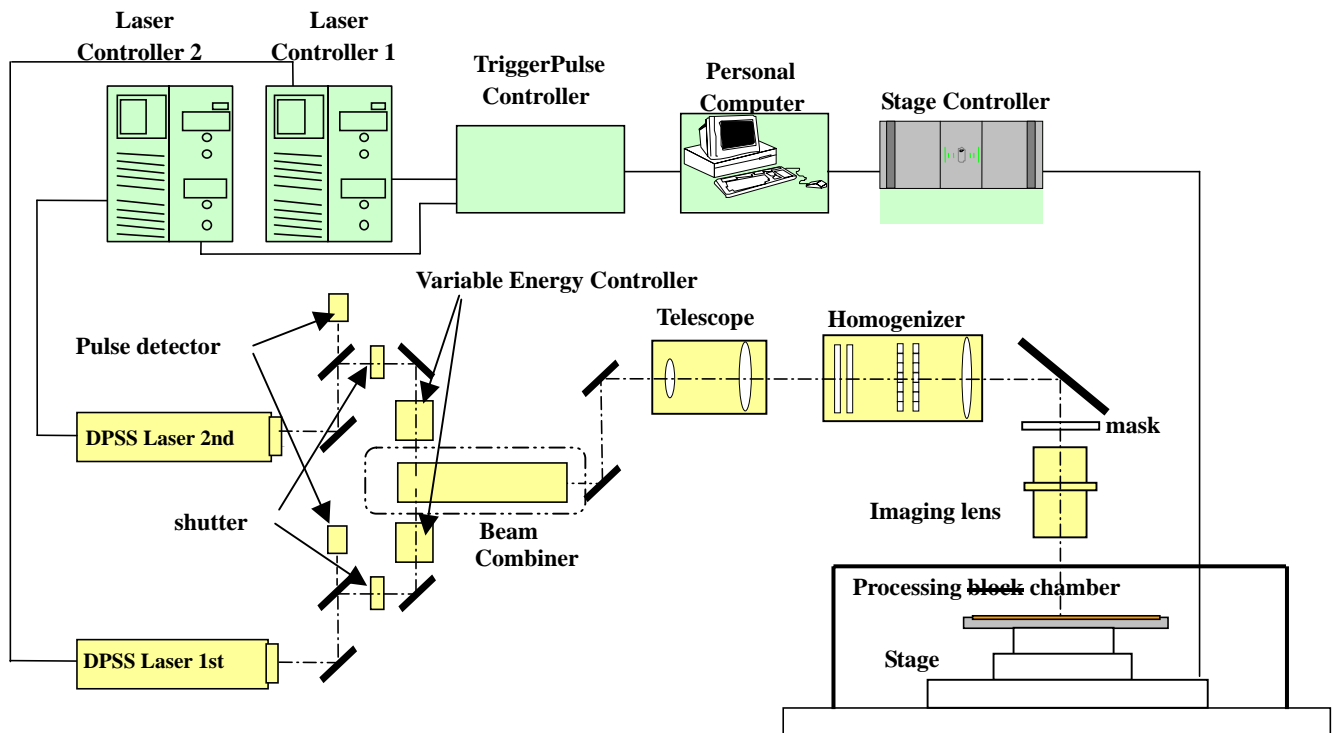 Laser
Controller 2
Laser
Controller 1
TriggerPulse
Controller
Personal
Computer
Stage Controller
Variable Energy Controller
Telescope
Homogenizer
Pulse detector
DPSS Laser 2nd
mask
shutter
Beam
Combiner
Imaging lens
Processing block chamber
DPSS Laser 1st
Stage